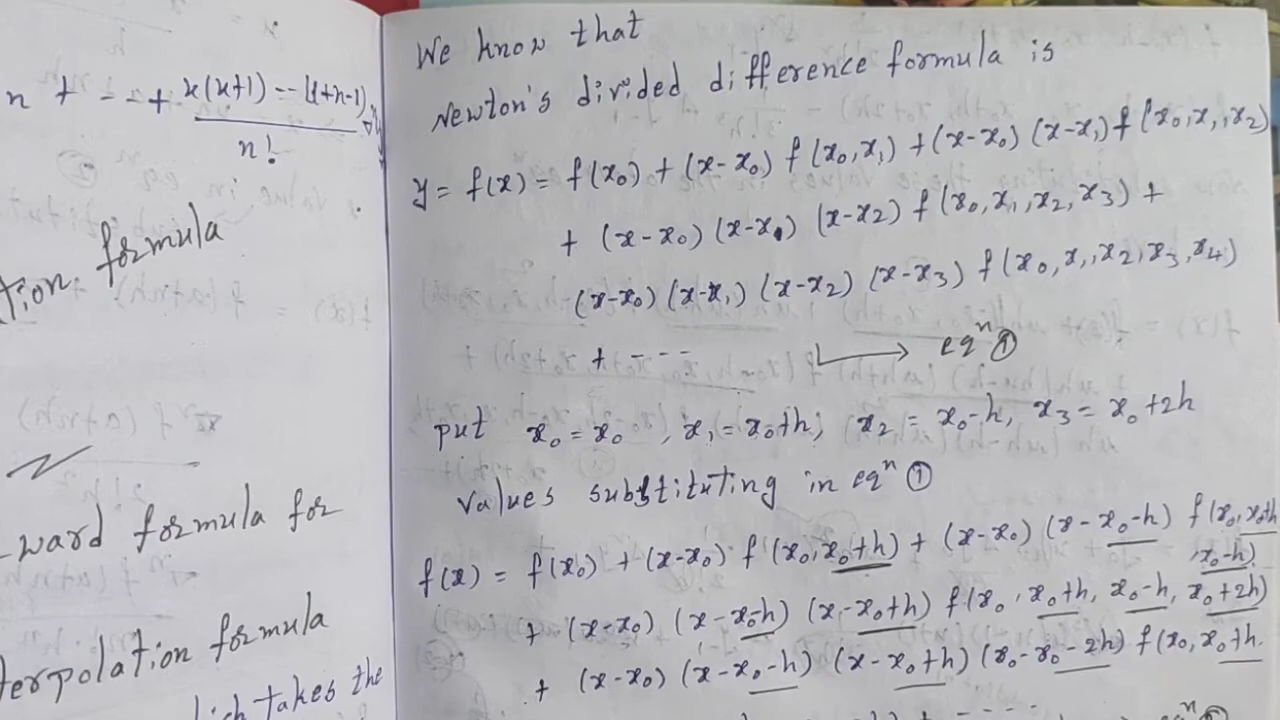 n + - - + x(x+1) -- (x+n-1)
n!
formula
ward formula for
terpolation formula
takes the
We know that
Newton's divided difference formula is
y = f(x) = f(x₀) + (x-x₀) f(x₀,x₁) + (x-x₀) (x-x₁) f(x₀,x₁,x₂)
+ (x-x₀) (x-x₁) (x-x₂) f(x₀,x₁,x₂,x₃) +
(x-x₀) (x-x₁) (x-x₂) (x-x₃) f(x₀,x₁,x₂,x₃,x₄)
+ - - - → eqⁿ ①
put x₀ = x₀ , x₁ = x₀+h, x₂ = x₀-h, x₃ = x₀+2h
values substituting in eqⁿ ①
f(x) = f(x₀) + (x-x₀) f(x₀,x₀+h) + (x-x₀) (x-x₀-h) f(x₀,x₀+h
,x₀-h)
+ (x-x₀) (x-x₀-h) (x-x₀+h) f(x₀, x₀+h, x₀-h, x₀+2h)
+ (x-x₀) (x-x₀-h) (x-x₀+h) (x₀-x₀-2h) f(x₀,x₀+h.